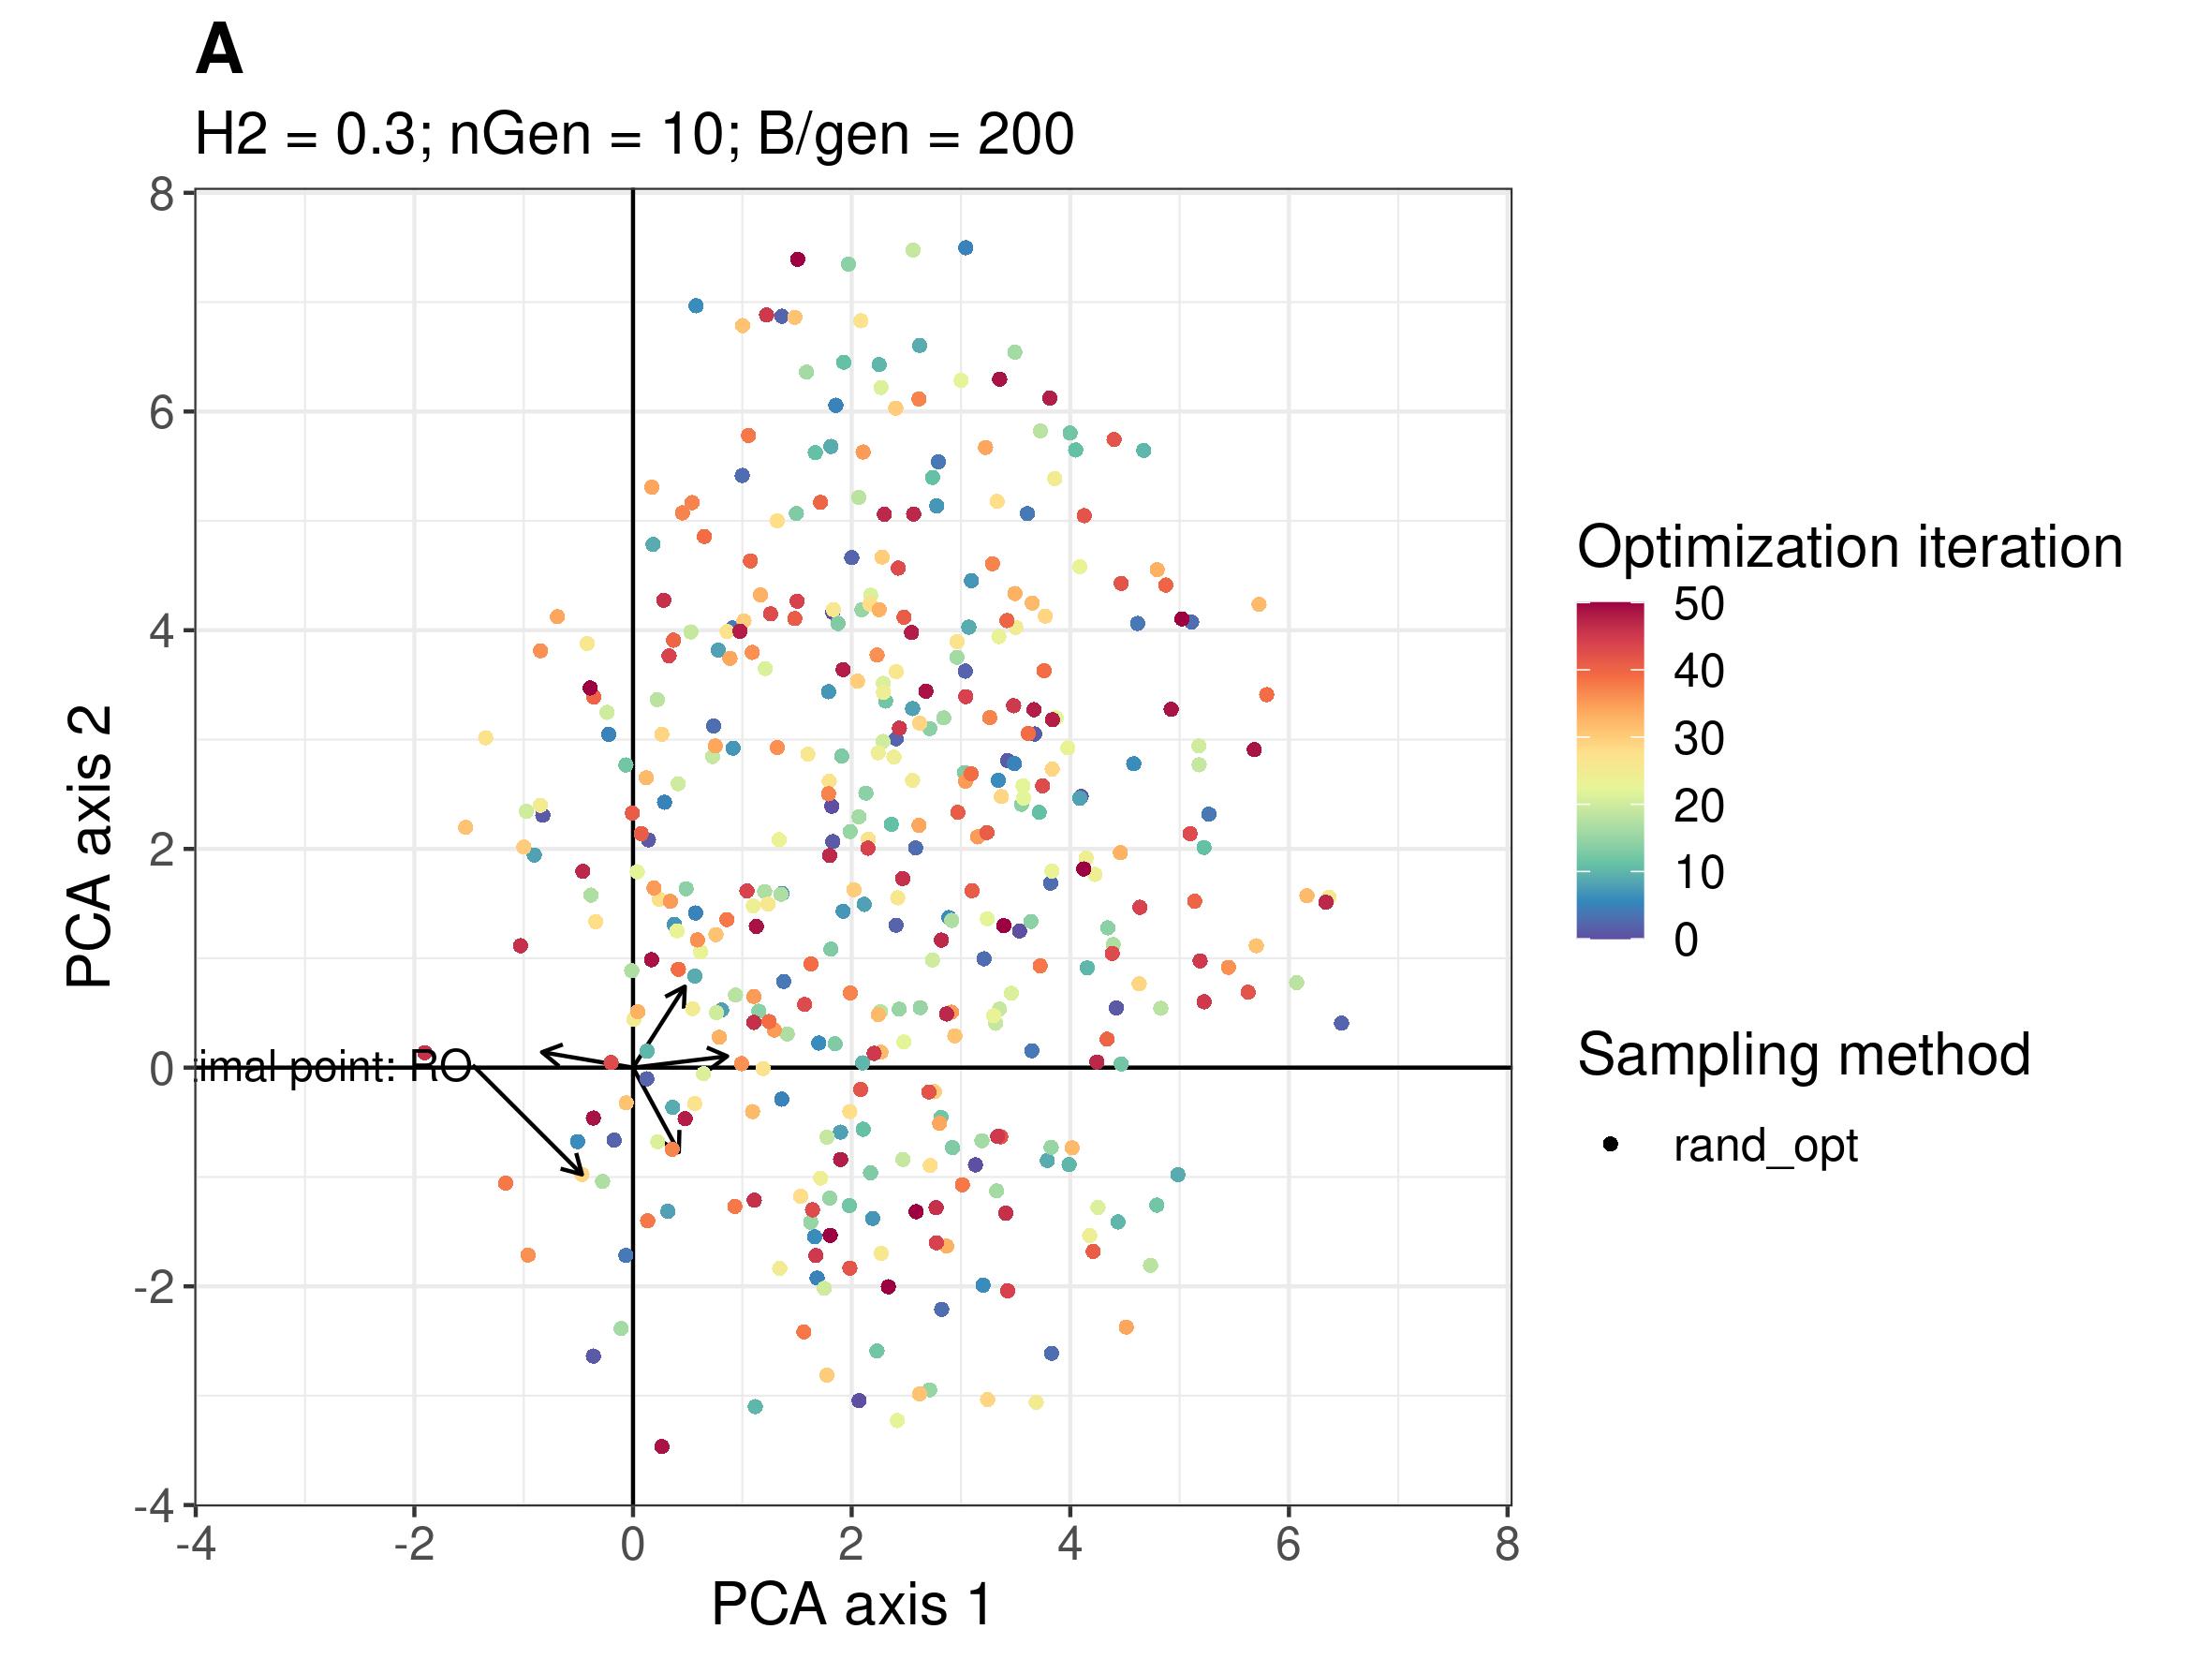 A
H2 = 0.3; nGen = 10; B/gen = 200
8
6
4
2
0
-2
-4
imal point: RO
-4 -2 0 2 4 6 8
PCA axis 1
PCA axis 2
Optimization iteration
50
40
30
20
10
0
Sampling method
rand_opt